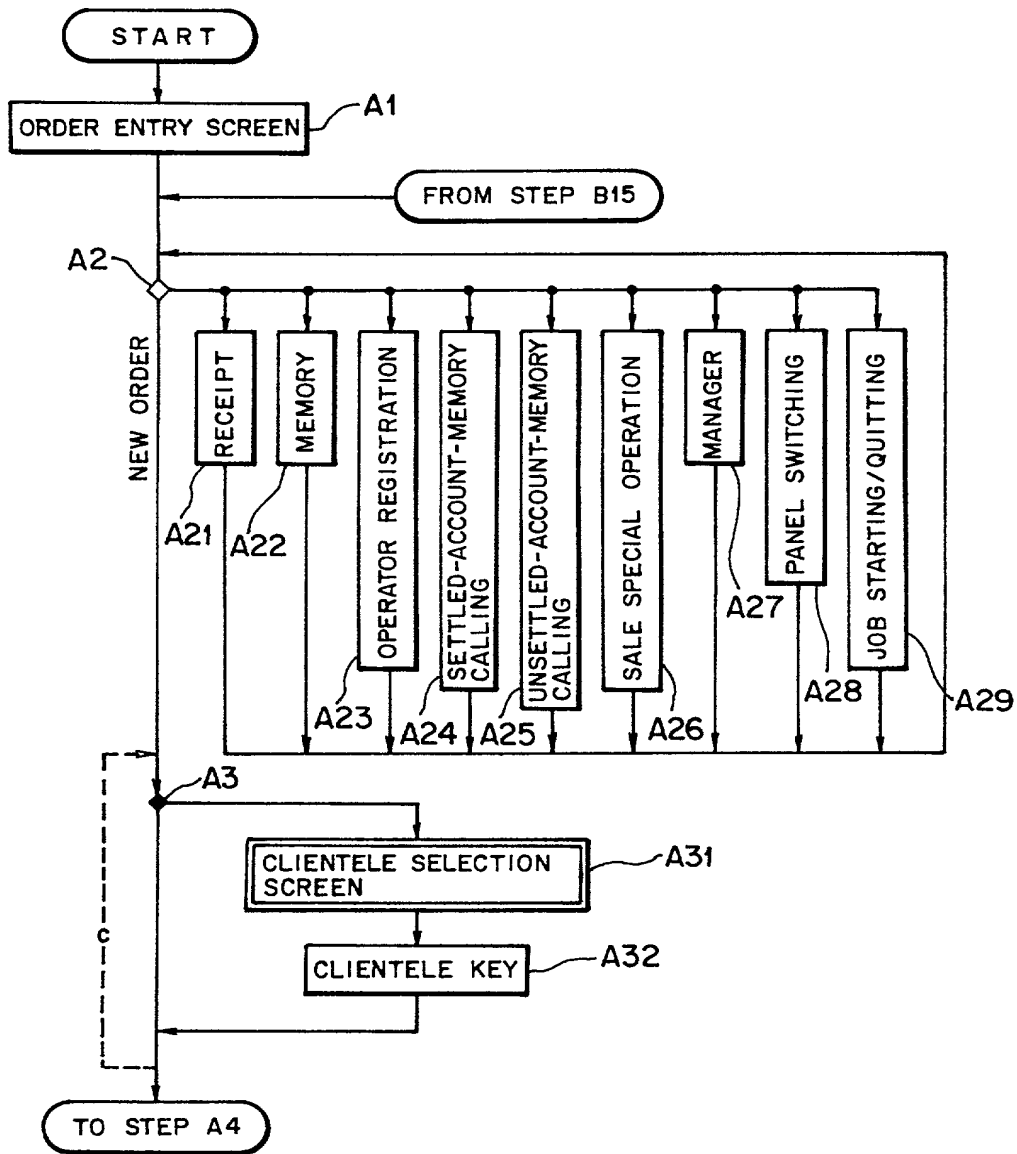 START
A1
ORDER ENTRY SCREEN
FROM STEP B15
A2
NEW ORDER
RECEIPT
MEMORY
OPERATOR REGISTRATION
SETTLED-ACCOUNT-MEMORY
CALLING
UNSETTLED-ACCOUNT-MEMORY
CALLING
SALE SPECIAL OPERATION
MANAGER
PANEL SWITCHING
JOB STARTING/QUITTING
A21
A22
A23
A24
A25
A26
A27
A28
A29
A3
CLIENTELE SELECTION
SCREEN
A31
C
CLIENTELE KEY
A32
TO STEP A4